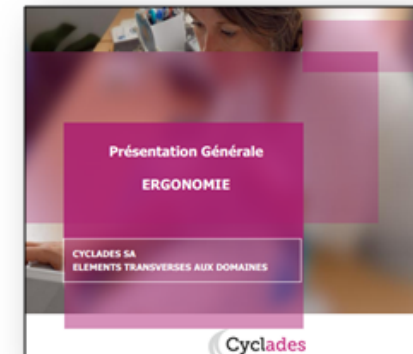 Présentation Générale
ERGONOMIE
CYCLADES SA
ELEMENTS TRANSVERSES AUX DOMAINES
Cyclades